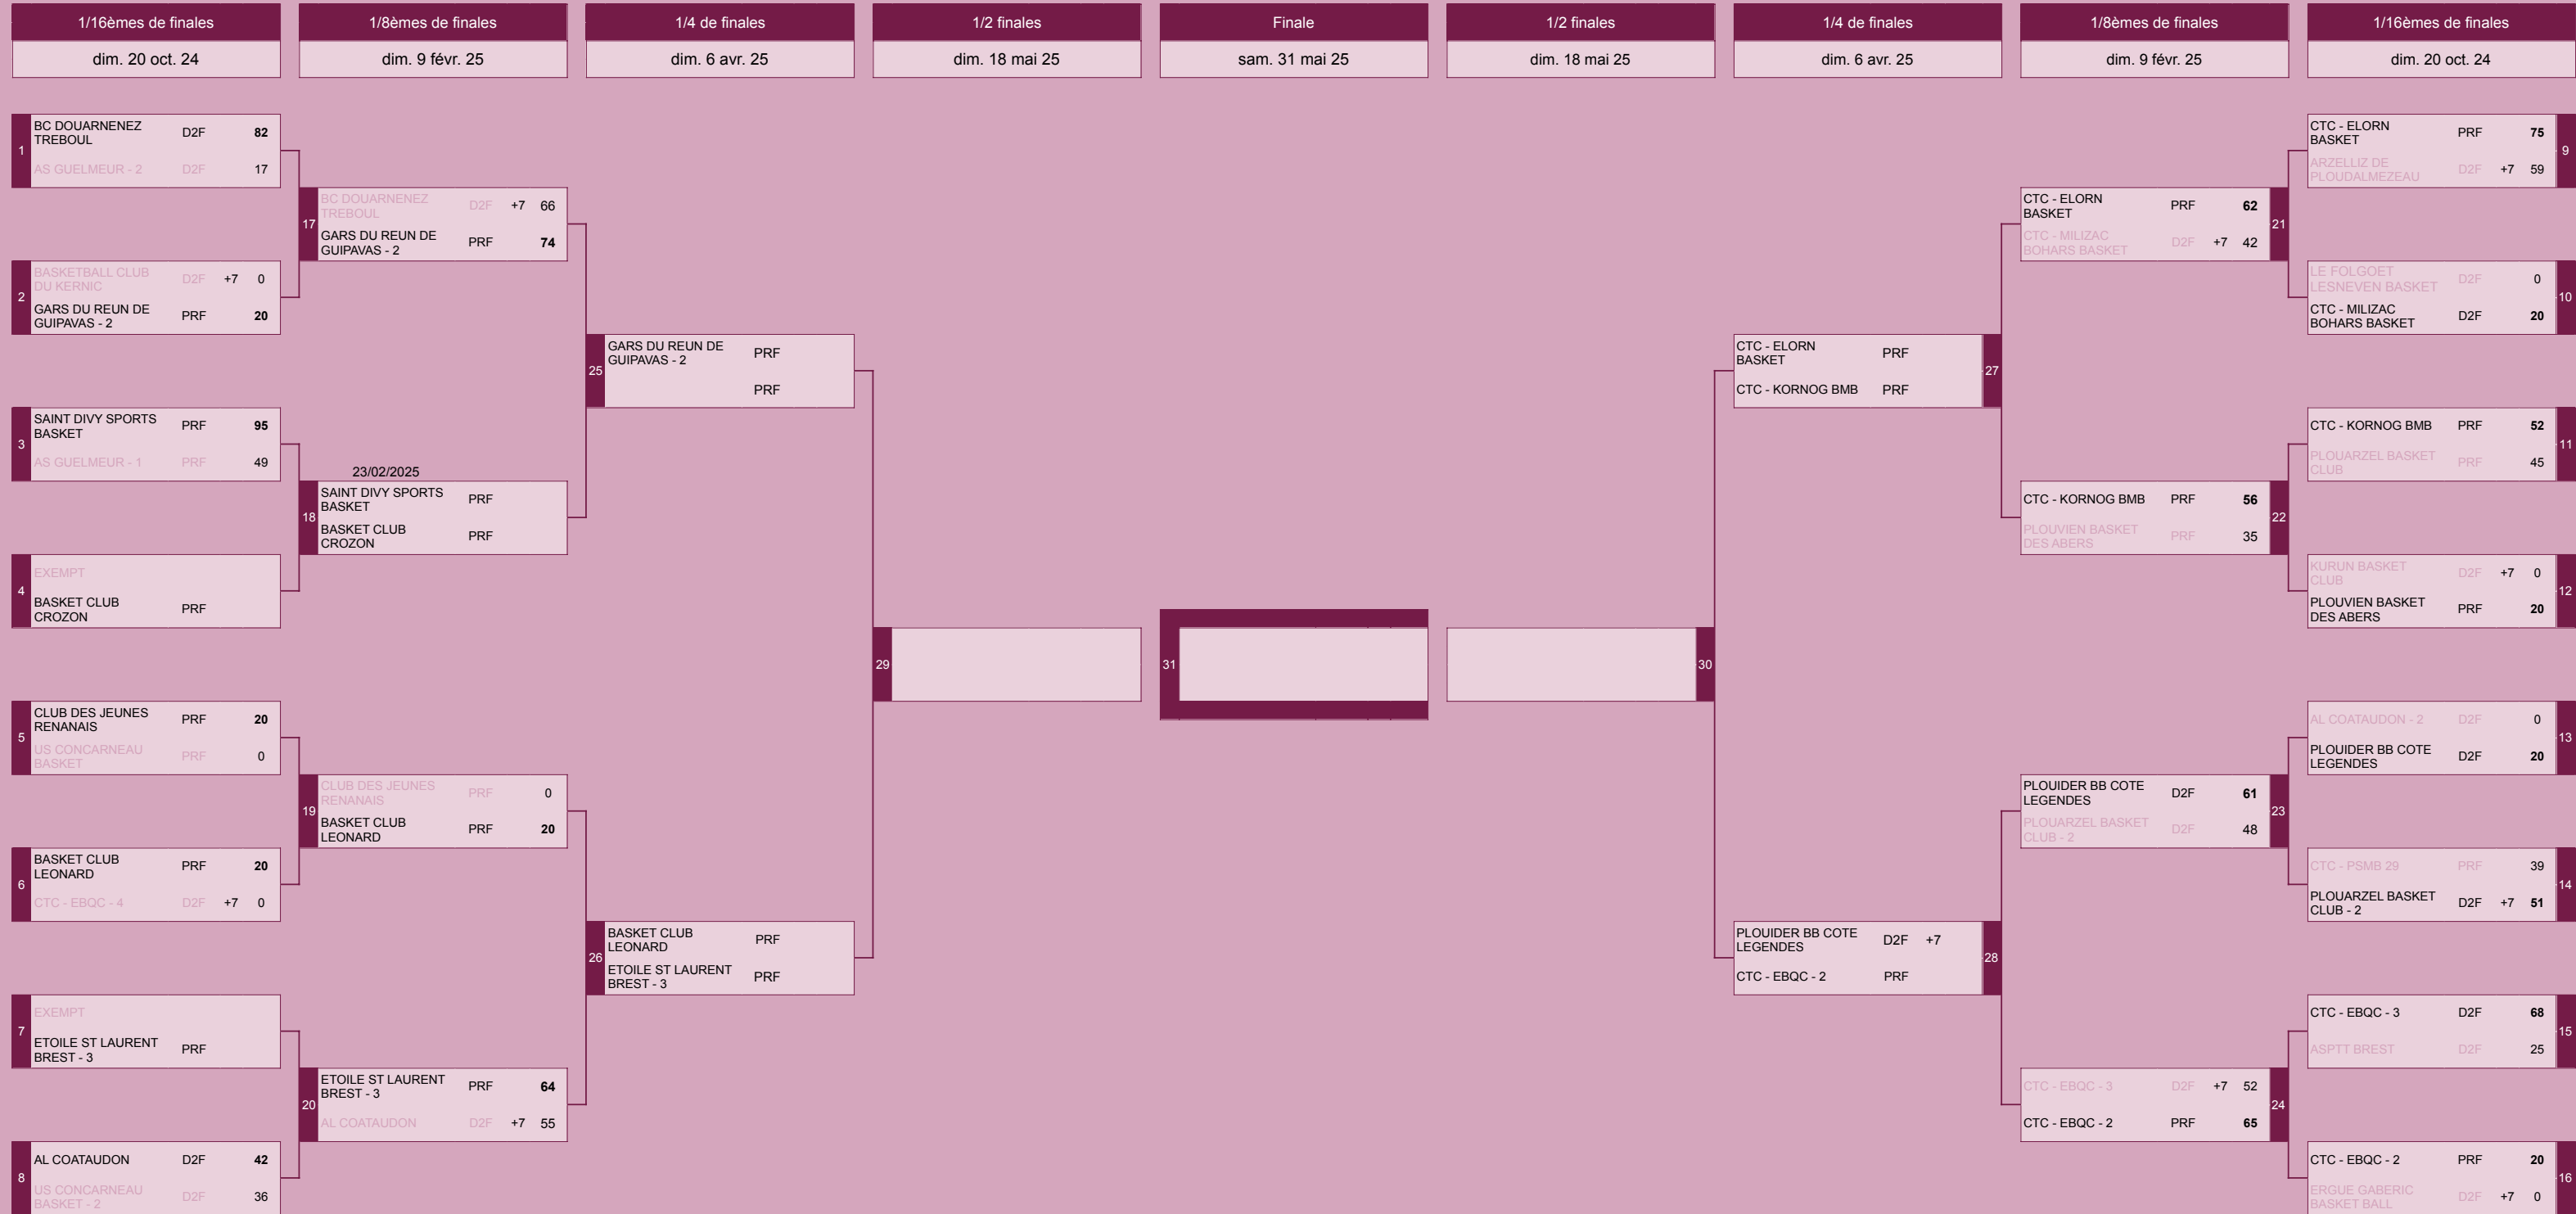 1/16èmes de finales
dim. 20 oct. 24
1/8èmes de finales
dim. 9 févr. 25
1/4 de finales
dim. 6 avr. 25
1/2 finales
dim. 18 mai 25
Finale
sam. 31 mai 25
1/2 finales
dim. 18 mai 25
1/4 de finales
dim. 6 avr. 25
1/8èmes de finales
dim. 9 févr. 25
1/16èmes de finales
dim. 20 oct. 24
1
BC DOUARNENEZ
TREBOUL
D2F 82
AS GUELMEUR - 2 D2F 17
2
BASKETBALL CLUB
DU KERNIC
D2F +7 0
GARS DU REUN DE
GUIPAVAS - 2
PRF 20
3
SAINT DIVY SPORTS
BASKET
PRF 95
AS GUELMEUR - 1 PRF 49
4
EXEMPT
BASKET CLUB
CROZON
PRF
5
CLUB DES JEUNES
RENANAIS
PRF 20
US CONCARNEAU
BASKET
PRF 0
6
BASKET CLUB
LEONARD
PRF 20
CTC - EBQC - 4 D2F +7 0
7
EXEMPT
ETOILE ST LAURENT
BREST - 3
PRF
8
AL COATAUDON D2F 42
US CONCARNEAU
BASKET - 2
D2F 36
17
BC DOUARNENEZ
TREBOUL
D2F +7 66
GARS DU REUN DE
GUIPAVAS - 2
PRF 74
23/02/2025
18
SAINT DIVY SPORTS
BASKET
PRF
BASKET CLUB
CROZON
PRF
19
CLUB DES JEUNES
RENANAIS
PRF 0
BASKET CLUB
LEONARD
PRF 20
20
ETOILE ST LAURENT
BREST - 3
PRF 64
AL COATAUDON D2F +7 55
25
GARS DU REUN DE
GUIPAVAS - 2
PRF
PRF
26
BASKET CLUB
LEONARD
PRF
ETOILE ST LAURENT
BREST - 3
PRF
29
31
30
CTC - ELORN
BASKET
PRF
CTC - KORNOG BMB PRF
27
PLOUIDER BB COTE
LEGENDES
D2F +7
CTC - EBQC - 2 PRF
28
CTC - ELORN
BASKET
PRF 62
CTC - MILIZAC
BOHARS BASKET
D2F +7 42
21
CTC - KORNOG BMB PRF 56
PLOUVIEN BASKET
DES ABERS
PRF 35
22
PLOUIDER BB COTE
LEGENDES
D2F 61
PLOUARZEL BASKET
CLUB - 2
D2F 48
23
CTC - EBQC - 3 D2F +7 52
CTC - EBQC - 2 PRF 65
24
CTC - ELORN
BASKET
PRF 75
ARZELLIZ DE
PLOUDALMEZEAU
D2F +7 59
9
LE FOLGOET
LESNEVEN BASKET
D2F 0
CTC - MILIZAC
BOHARS BASKET
D2F 20
10
CTC - KORNOG BMB PRF 52
PLOUARZEL BASKET
CLUB
PRF 45
11
KURUN BASKET
CLUB
D2F +7 0
PLOUVIEN BASKET
DES ABERS
PRF 20
12
AL COATAUDON - 2 D2F 0
PLOUIDER BB COTE
LEGENDES
D2F 20
13
CTC - PSMB 29 PRF 39
PLOUARZEL BASKET
CLUB - 2
D2F +7 51
14
CTC - EBQC - 3 D2F 68
ASPTT BREST D2F 25
15
CTC - EBQC - 2 PRF 20
ERGUE GABERIC
BASKET BALL
D2F +7 0
16